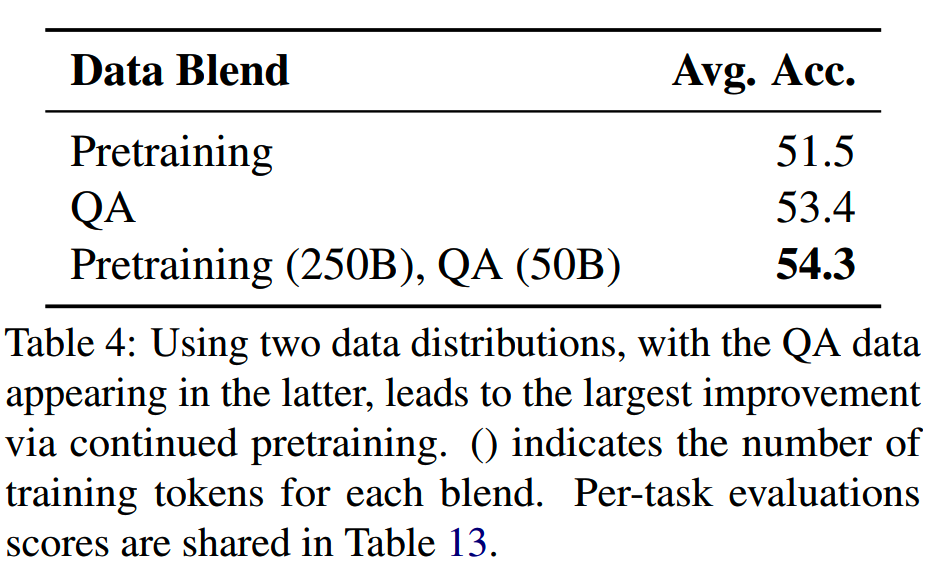 Data Blend Avg. Acc.
Pretraining 51.5
QA 53.4
Pretraining (250B), QA (50B) 54.3
Table 4: Using two data distributions, with the QA data
appearing in the latter, leads to the largest improvement
via continued pretraining. () indicates the number of
training tokens for each blend. Per-task evaluations
scores are shared in Table 13.